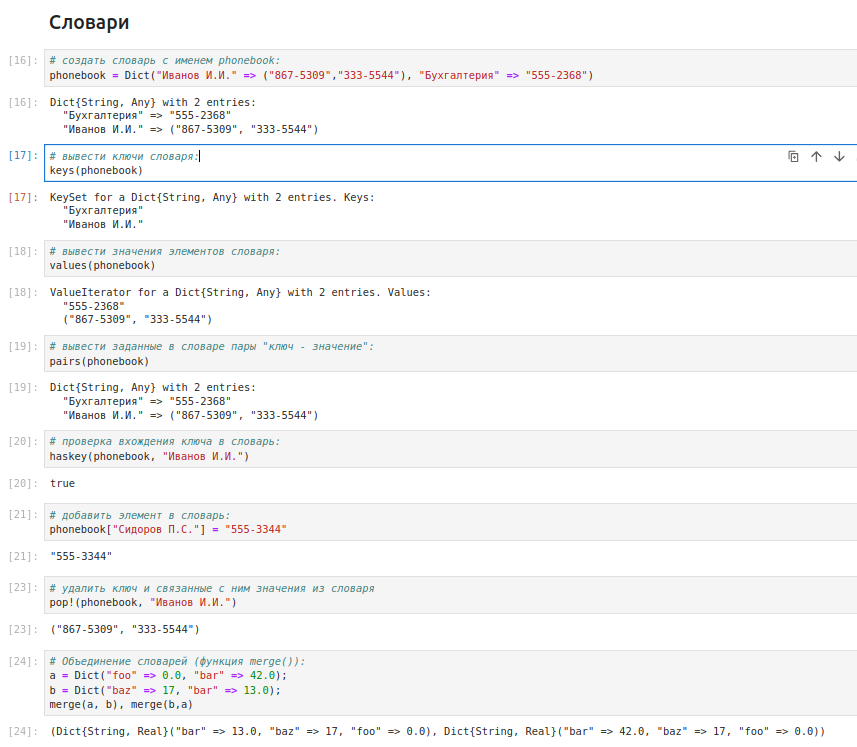 Словари
[16]: # создать словарь с именем phonebook:
phonebook = Dict("Иванов И.И." => ("867-5309","333-5544"), "Бухгалтерия" => "555-2368")
[16]: Dict{String, Any} with 2 entries:
"Бухгалтерия" => "555-2368"
"Иванов И.И." => ("867-5309", "333-5544")
[17]: # вывести ключи словаря:
keys(phonebook)
[17]: KeySet for a Dict{String, Any} with 2 entries. Keys:
"Бухгалтерия"
"Иванов И.И."
[18]: # вывести значения элементов словаря:
values(phonebook)
[18]: ValueIterator for a Dict{String, Any} with 2 entries. Values:
"555-2368"
("867-5309", "333-5544")
[19]: # вывести заданные в словаре пары "ключ - значение":
pairs(phonebook)
[19]: Dict{String, Any} with 2 entries:
"Бухгалтерия" => "555-2368"
"Иванов И.И." => ("867-5309", "333-5544")
[20]: # проверка вхождения ключа в словарь:
haskey(phonebook, "Иванов И.И.")
[20]: true
[21]: # добавить элемент в словарь:
phonebook["Сидоров П.С."] = "555-3344"
[21]: "555-3344"
[23]: # удалить ключ и связанные с ним значения из словаря
pop!(phonebook, "Иванов И.И.")
[23]: ("867-5309", "333-5544")
[24]: # Объединение словарей (функция merge()):
a = Dict("foo" => 0.0, "bar" => 42.0);
b = Dict("baz" => 17, "bar" => 13.0);
merge(a, b), merge(b,a)
[24]: (Dict{String, Real}("bar" => 13.0, "baz" => 17, "foo" => 0.0), Dict{String, Real}("bar" => 42.0, "baz" => 17, "foo" => 0.0))